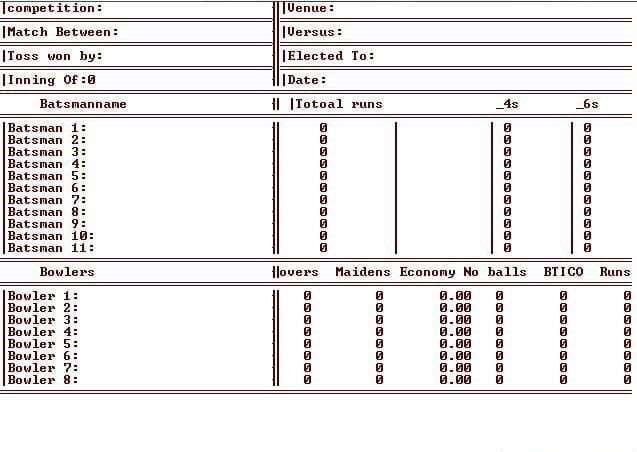 |competition: |Venue:
|Match Between: |Versus:
|Toss won by: |Elected To:
|Inning Of:0 |Date:
Batsmanname |Totoal runs _4s _6s
|Batsman 1: 0 0 0
|Batsman 2: 0 0 0
|Batsman 3: 0 0 0
|Batsman 4: 0 0 0
|Batsman 5: 0 0 0
|Batsman 6: 0 0 0
|Batsman 7: 0 0 0
|Batsman 8: 0 0 0
|Batsman 9: 0 0 0
|Batsman 10: 0 0 0
|Batsman 11: 0 0 0
Bowlers overs Maidens Economy No balls BTICO Runs
|Bowler 1: 0 0 0.00 0 0 0
|Bowler 2: 0 0 0.00 0 0 0
|Bowler 3: 0 0 0.00 0 0 0
|Bowler 4: 0 0 0.00 0 0 0
|Bowler 5: 0 0 0.00 0 0 0
|Bowler 6: 0 0 0.00 0 0 0
|Bowler 7: 0 0 0.00 0 0 0
|Bowler 8: 0 0 0.00 0 0 0